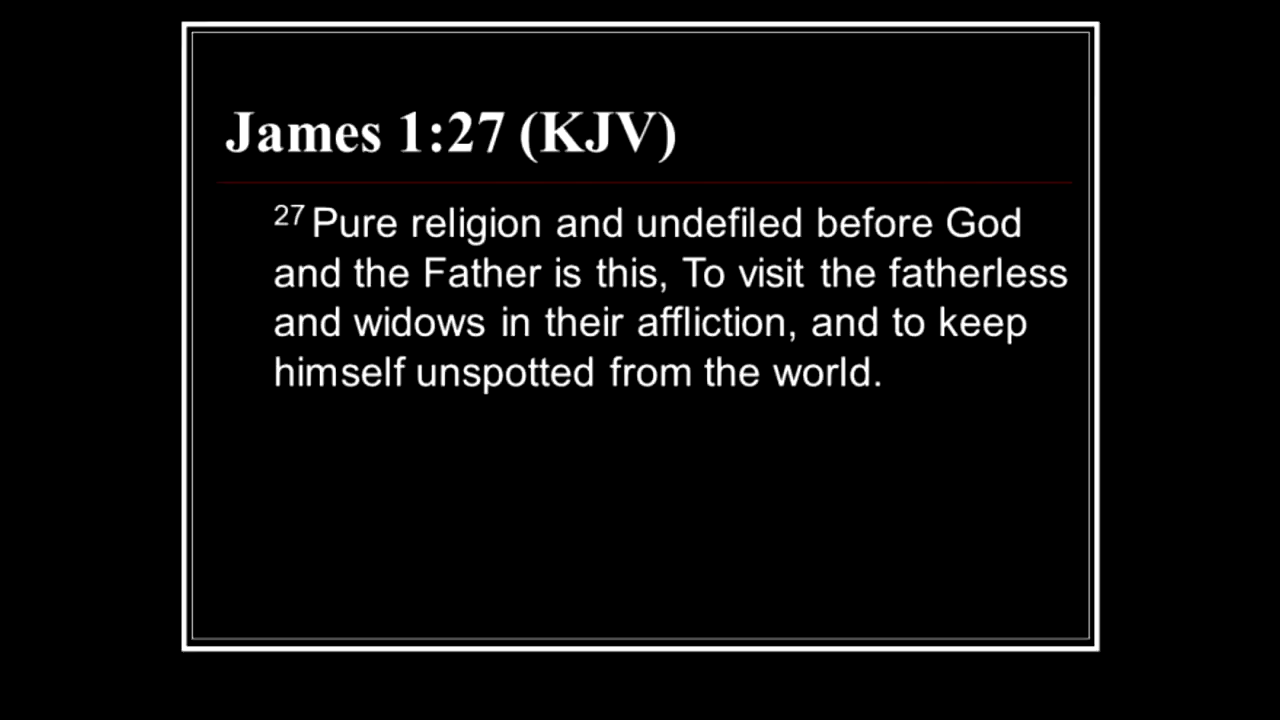 James 1:27 (KJV)
27 Pure religion and undefiled before God
and the Father is this, To visit the fatherless
and widows in their affliction, and to keep
himself unspotted from the world.